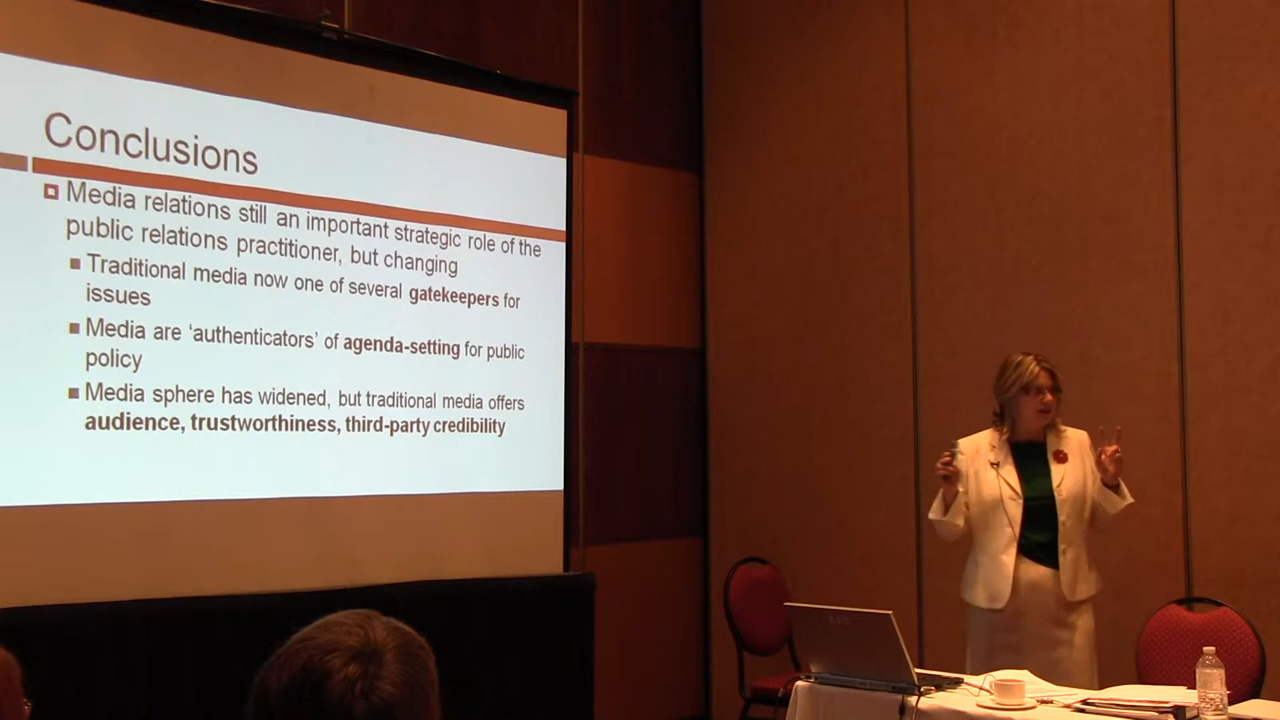 Conclusions
Media relations still an important strategic role of the
public relations practitioner, but changing
Traditional media now one of several gatekeepers for
issues
Media are ‘authenticators’ of agenda-setting for public
policy
Media sphere has widened, but traditional media offers
audience, trustworthiness, third-party credibility